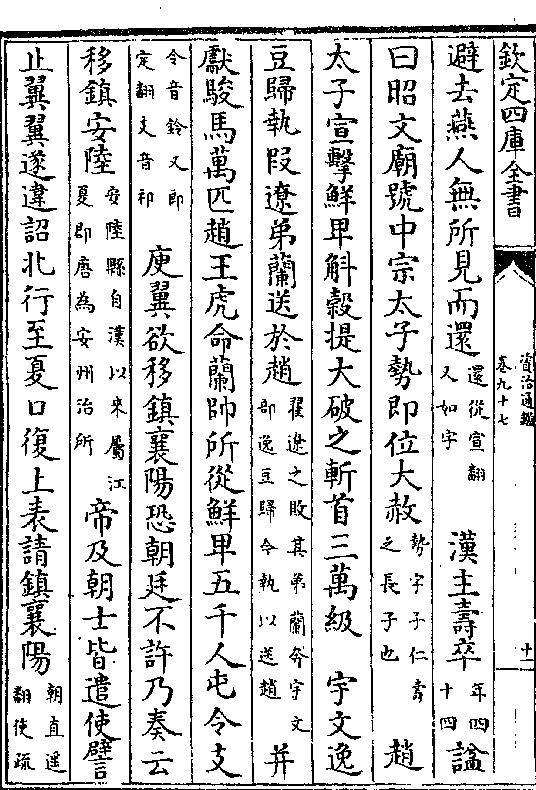 欽定四庫全書
資治通鑑
卷九十七
十一
避去燕人無所見而還還從宣翻又如字 漢主壽卒年四十四諡
曰昭文廟號中宗太子勢即位大赦勢字子仁壽之長子也 趙
太子宣擊鮮卑斛穀提大破之斬首三萬級 宇文逸
豆歸執段遼弟蘭送於趙段遼之敗其弟蘭奔宇文部逸豆歸今執以送趙并
獻駿馬萬匹趙王虎命蘭帥所從鮮卑五千人屯令支
令音鈴又郎定翻支音祁 庾翼欲移鎮襄陽恐朝廷不許乃奏云
移鎮安陸安陸縣自漢以來屬江夏郡唐為安州治所帝及朝士皆遣使譬
止翼翼遂違詔北行至夏口復上表請鎮襄陽朝直遥翻使疏